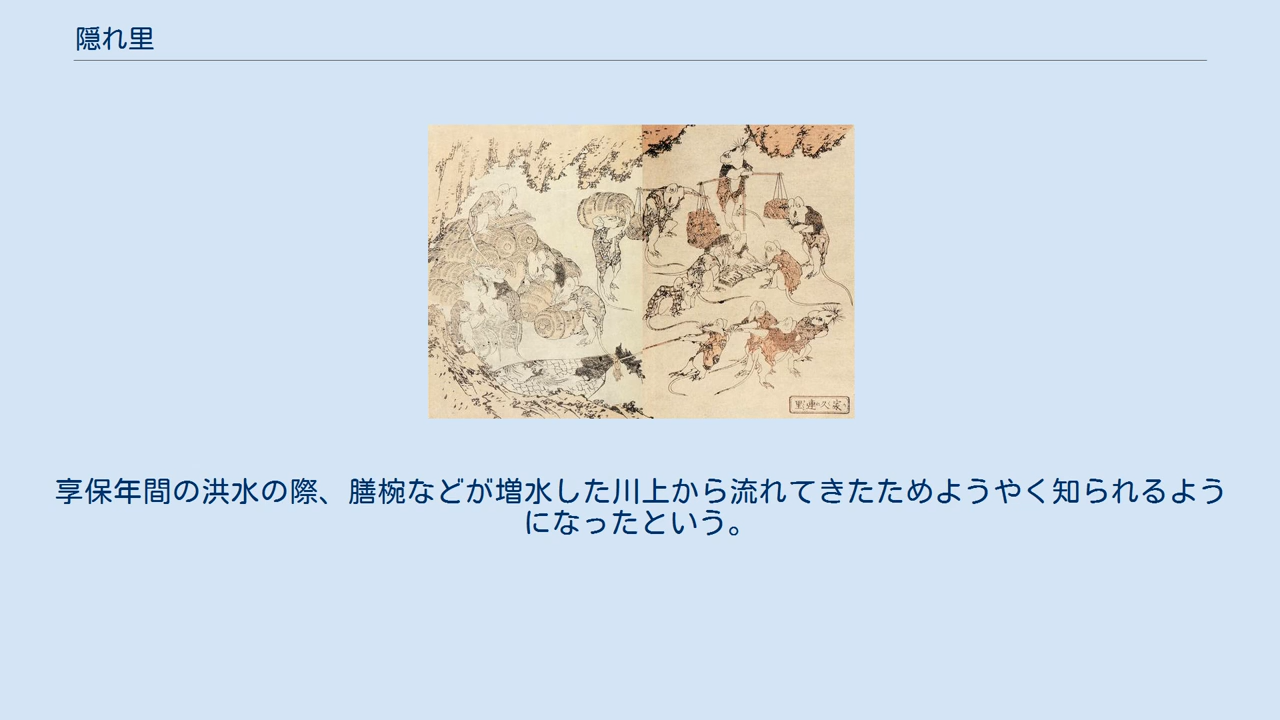 隠れ里
享保年間の洪水の際、膳椀などが増水した川上から流れてきたためようやく知られるよう
になったという。